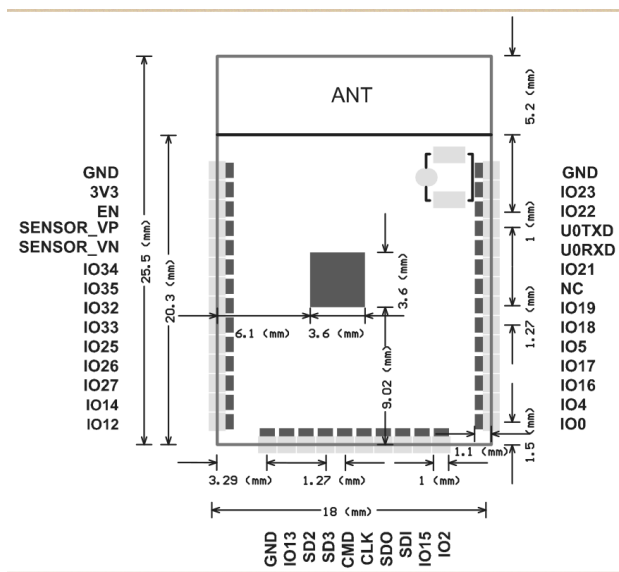 ANT
5.2 (mm)
GND
3V3
EN
SENSOR_VP
SENSOR_VN
IO34
IO35
IO32
IO33
IO25
IO26
IO27
IO14
IO12
25.5 (mm)
20.3 (mm)
6.1 (mm)
3.6 (mm)
3.6 (mm)
9.02 (mm)
GND
IO23
IO22
U0TXD
U0RXD
IO21
NC
IO19
IO18
IO5
IO17
IO16
IO4
IO0
1 (mm)
1.27 (mm)
1.5 (mm)
1.1 (mm)
3.29 (mm)
1.27 (mm)
1 (mm)
18 (mm)
GND
IO13
SD2
SD3
CMD
CLK
SDO
SDI
IO15
IO2